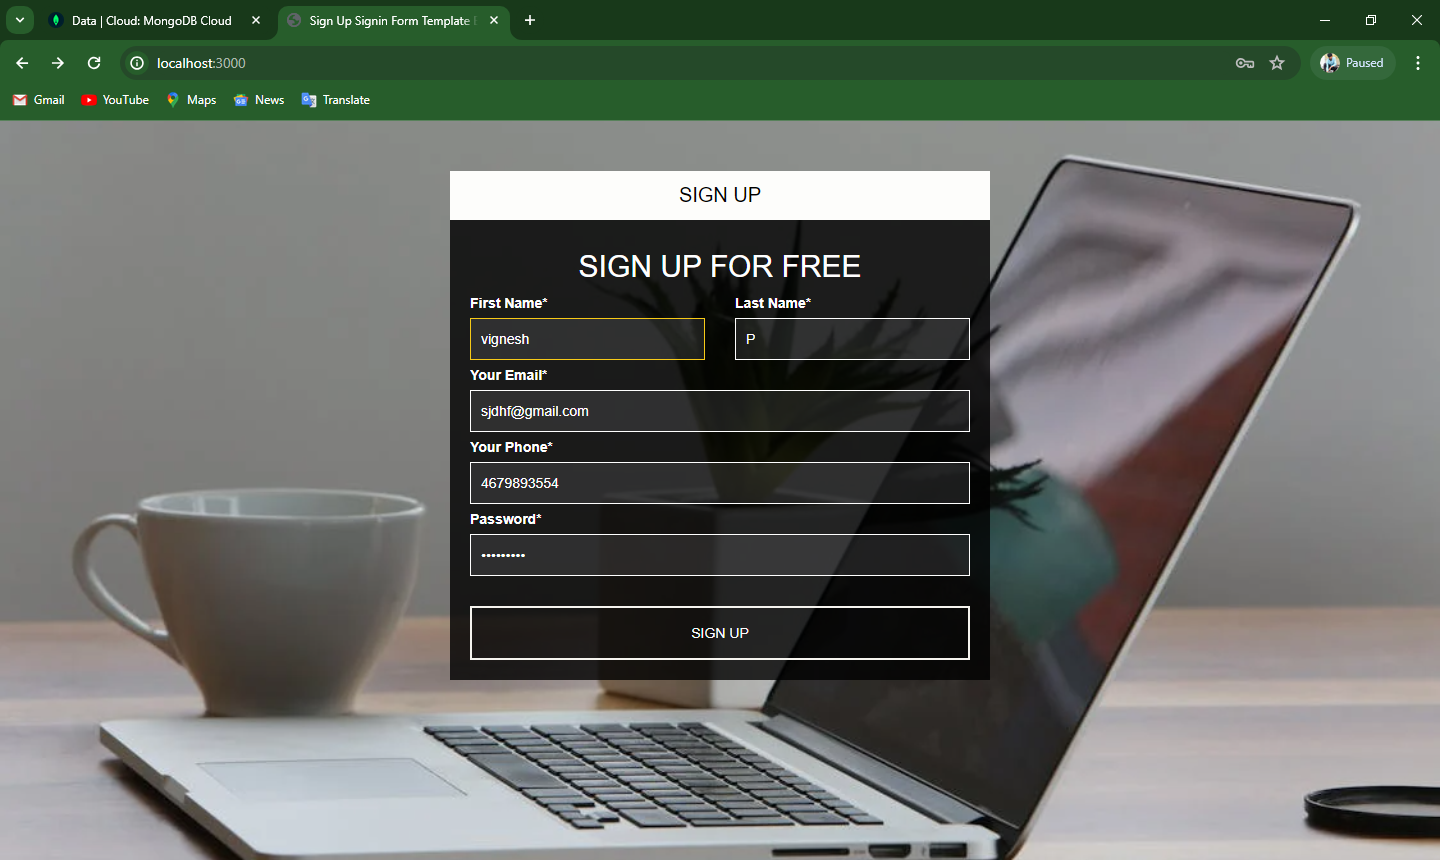 Data | Cloud: MongoDB Cloud
Sign Up Signin Form Template
localhost:3000
Paused
Gmail
YouTube
Maps
News
Translate
SIGN UP
SIGN UP FOR FREE
First Name* Last Name*
vignesh P
Your Email*
sjdhf@gmail.com
Your Phone*
4679893554
Password*
•••••••••
SIGN UP